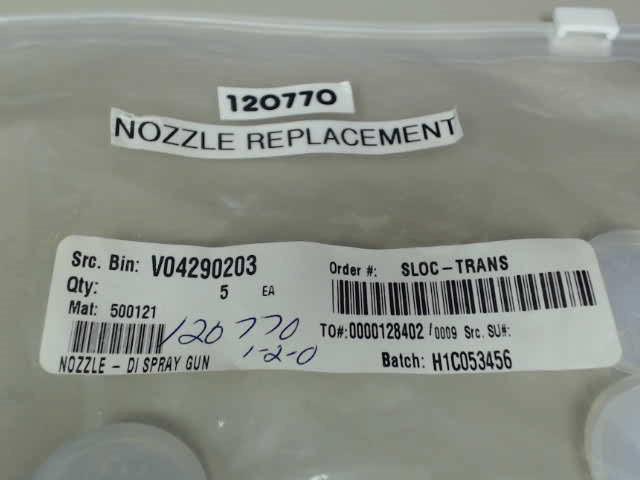 120770
NOZZLE REPLACEMENT
Src. Bin: V04290203
Order #: SLOC-TRANS
Qty: 5 EA
Mat: 500121
TO#:0000128402 / 0009 Src. SU#:
120770
1-2-0
NOZZLE - DI SPRAY GUN
Batch: H1C053456